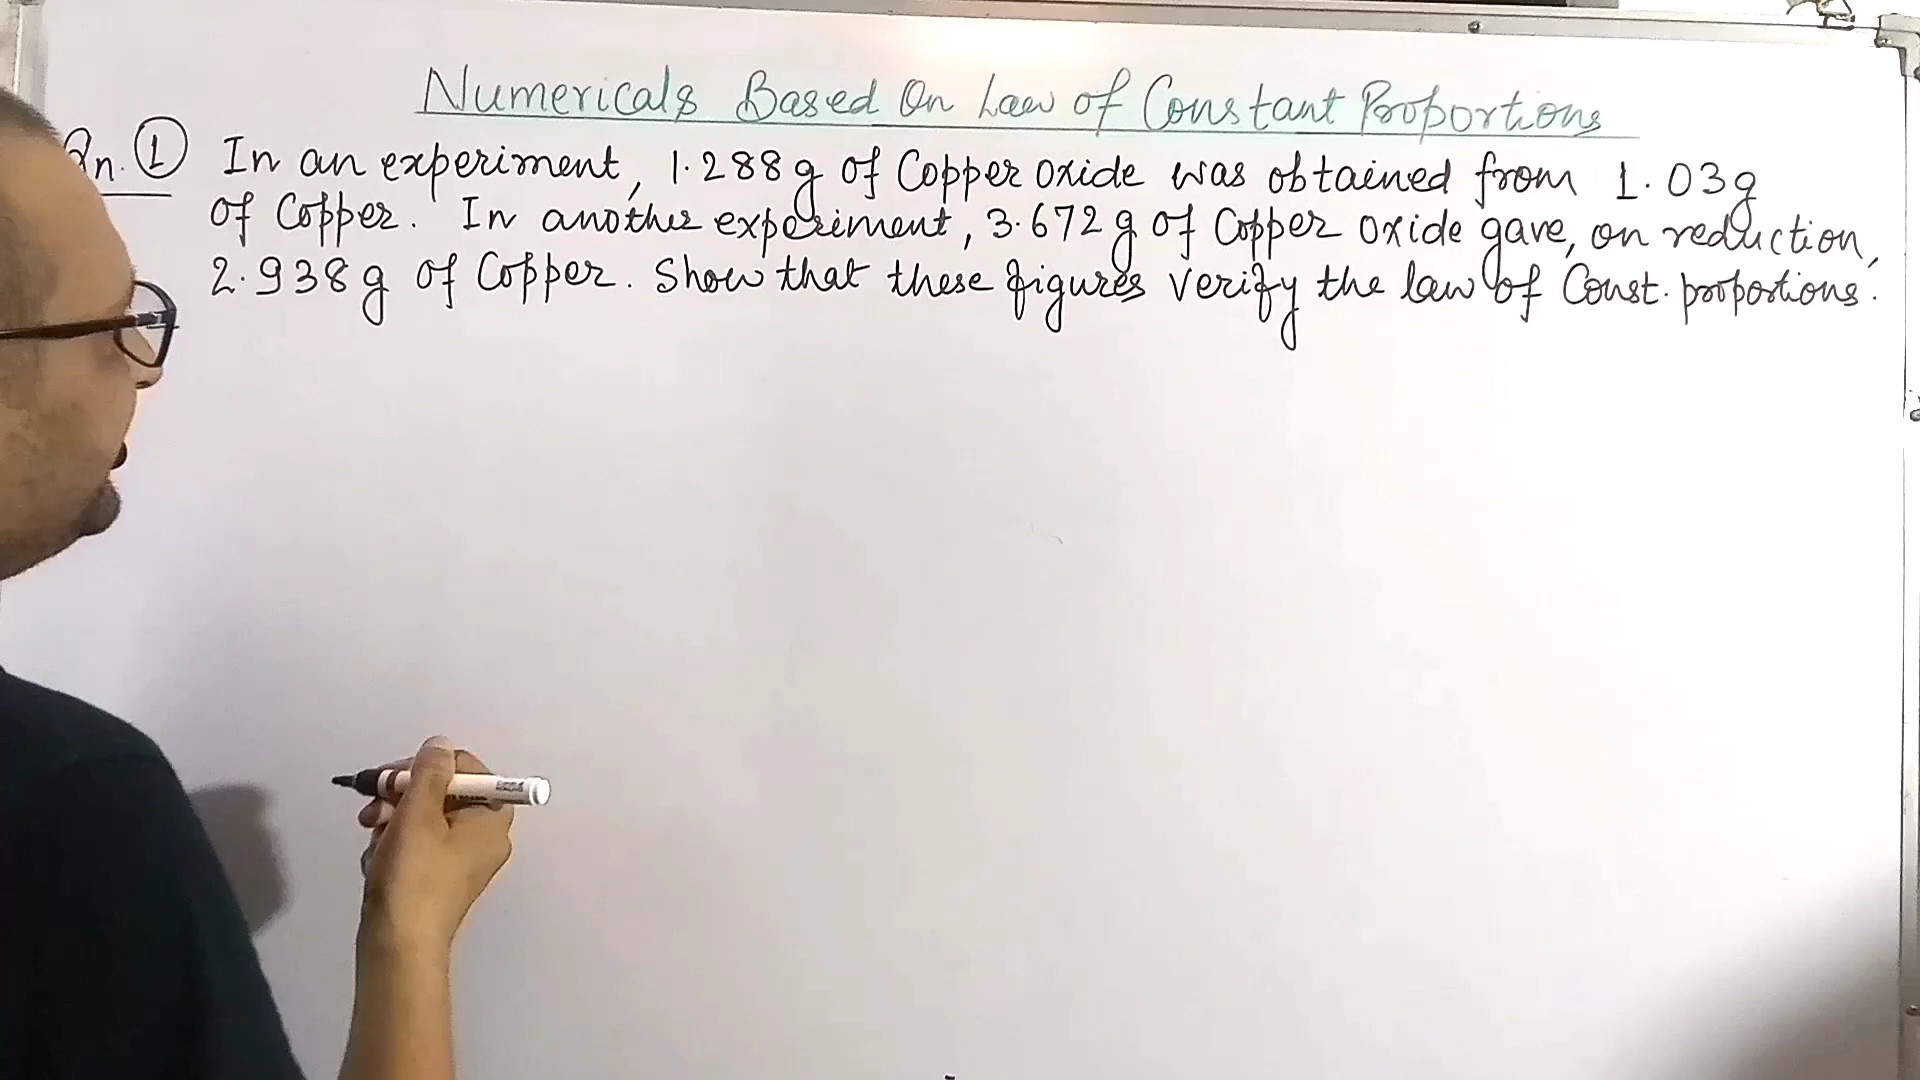 Numericals Based On Law of Constant Proportions
Qn. 1 In an experiment, 1.288g of Copper oxide was obtained from 1.03g
of Copper. In another experiment, 3.672g of Copper oxide gave, on reduction,
2.938g of Copper. Show that these figures verify the law of Const. proportions.